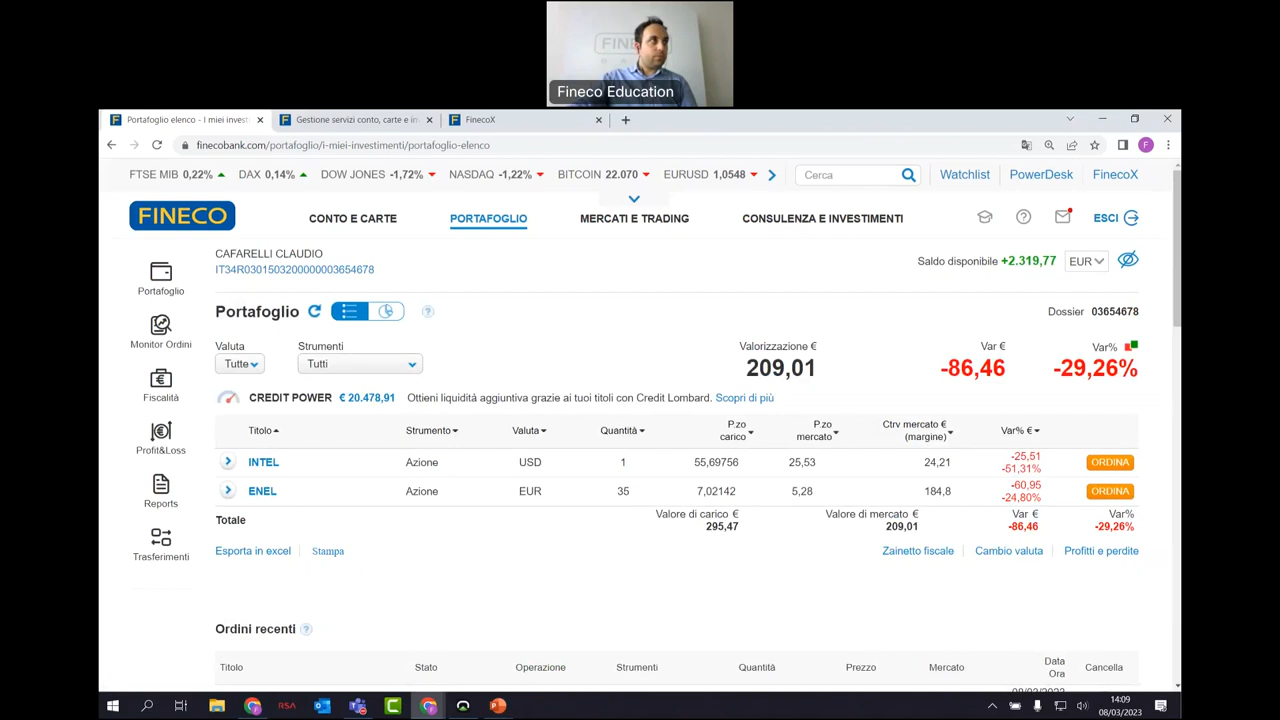 FINECO
Fineco Education
Portafoglio elenco - I miei invest
Gestione servizi conto, carte e in
FinecoX
finecobank.com/portafoglio/i-miei-investimenti/portafoglio-elenco
F
FTSE MIB 0,22% DAX 0,14% DOW JONES -1,72% NASDAQ -1,22% BITCOIN 22.070 EURUSD 1,0548
Cerca
Watchlist PowerDesk FinecoX
FINECO
CONTO E CARTE PORTAFOGLIO MERCATI E TRADING CONSULENZA E INVESTIMENTI
ESCI
CAFARELLI CLAUDIO
IT34R0301503200000003654678
Saldo disponibile +2.319,77 EUR
Portafoglio
Monitor Ordini
Fiscalità
Profit&Loss
Reports
Trasferimenti
Portafoglio ?
Dossier 03654678
Valuta Strumenti
Tutte Tutti
Valorizzazione € Var € Var%
209,01 -86,46 -29,26%
CREDIT POWER € 20.478,91 Ottieni liquidità aggiuntiva grazie ai tuoi titoli con Credit Lombard. Scopri di più
Titolo Strumento Valuta Quantità P.zo carico P.zo mercato Ctrv mercato € (margine) Var% €
INTEL Azione USD 1 55,69756 25,53 24,21 -25,51 -51,31% ORDINA
ENEL Azione EUR 35 7,02142 5,28 184,8 -60,95 -24,80% ORDINA
Totale
Valore di carico € Valore di mercato € Var € Var%
295,47 209,01 -86,46 -29,26%
Esporta in excel Stampa
Zainetto fiscale Cambio valuta Profitti e perdite
Ordini recenti ?
Titolo Stato Operazione Strumenti Quantità Prezzo Mercato Data Ora Cancella
08/03/2023
RSA
14:09
08/03/2023